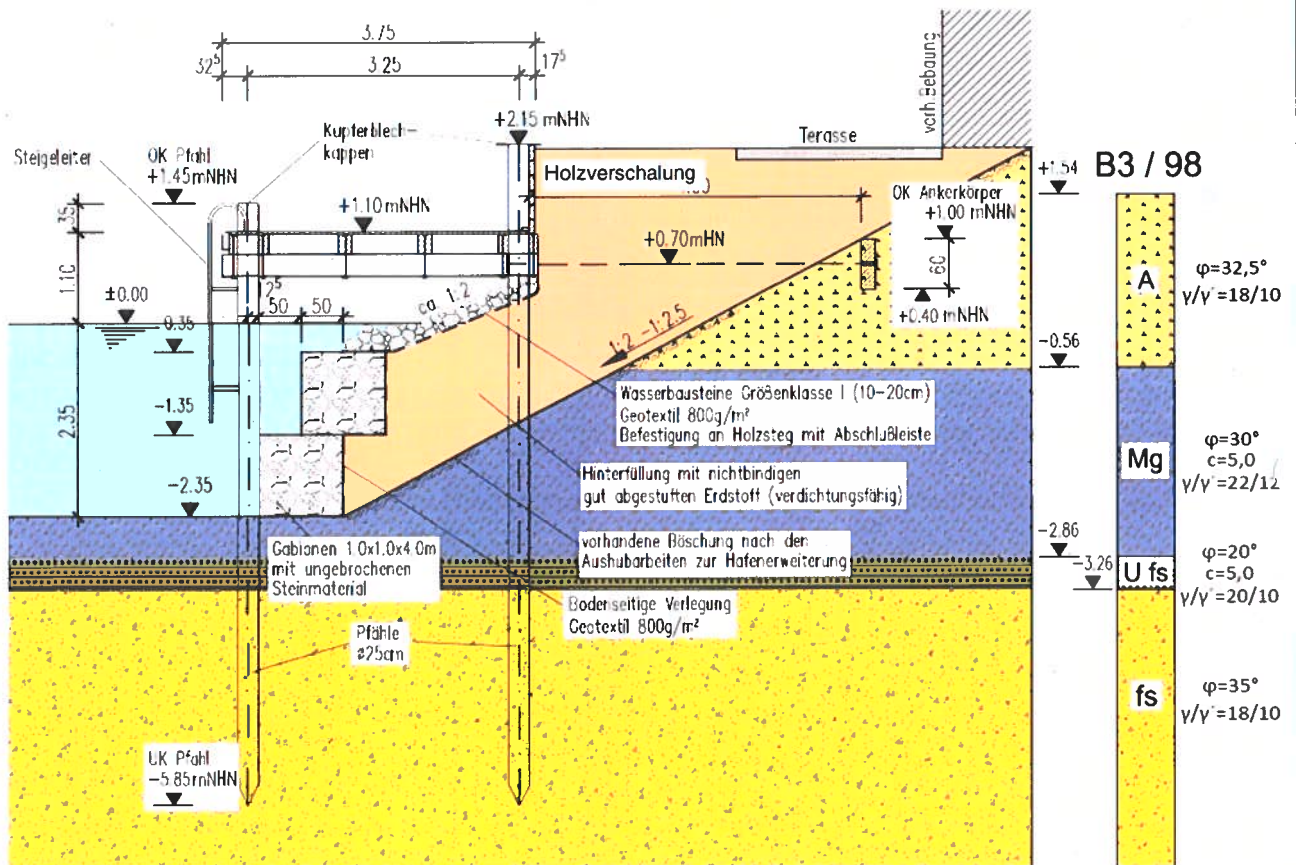 3.75
32⁵
3.25
17⁵
Steigeleiter
OK Pfahl
+1.45mNHN
Kupferblech-
kappen
+2.15 mNHN
Terasse
vorh.Bebaung
Holzverschalung
+1.54
B3 / 98
35
+1.10mNHN
OK Ankerkörper
+1.00 mNHN
+0.70mHN
60
+0.40 mNHN
1.10
±0.00
2⁵
50
50
ca. 1:2
1:2 -1:2.5
A
φ=32,5°
γ/γ'=18/10
-0.35
-0.56
2.35
-1.35
Wasserbausteine Größenklasse I (10-20cm)
Geotextil 800g/m²
Befestigung an Holzsteg mit Abschlußleiste
Mg
φ=30°
c=5,0
γ/γ'=22/12
-2.35
Hinterfüllung mit nichtbindigen
gut abgestuften Erdstoff (verdichtungsfähig)
Gabionen 1.0x1.0x4.0m
mit ungebrochenen
Steinmaterial
vorhandene Böschung nach den
Aushubarbeiten zur Hafenerweiterung
-2.86
-3,26
U fs
φ=20°
c=5,0
γ/γ'=20/10
Bodenseitige Verlegung
Geotextil 800g/m²
Pfähle
ø25cm
fs
φ=35°
γ/γ'=18/10
UK Pfahl
-5.85mNHN